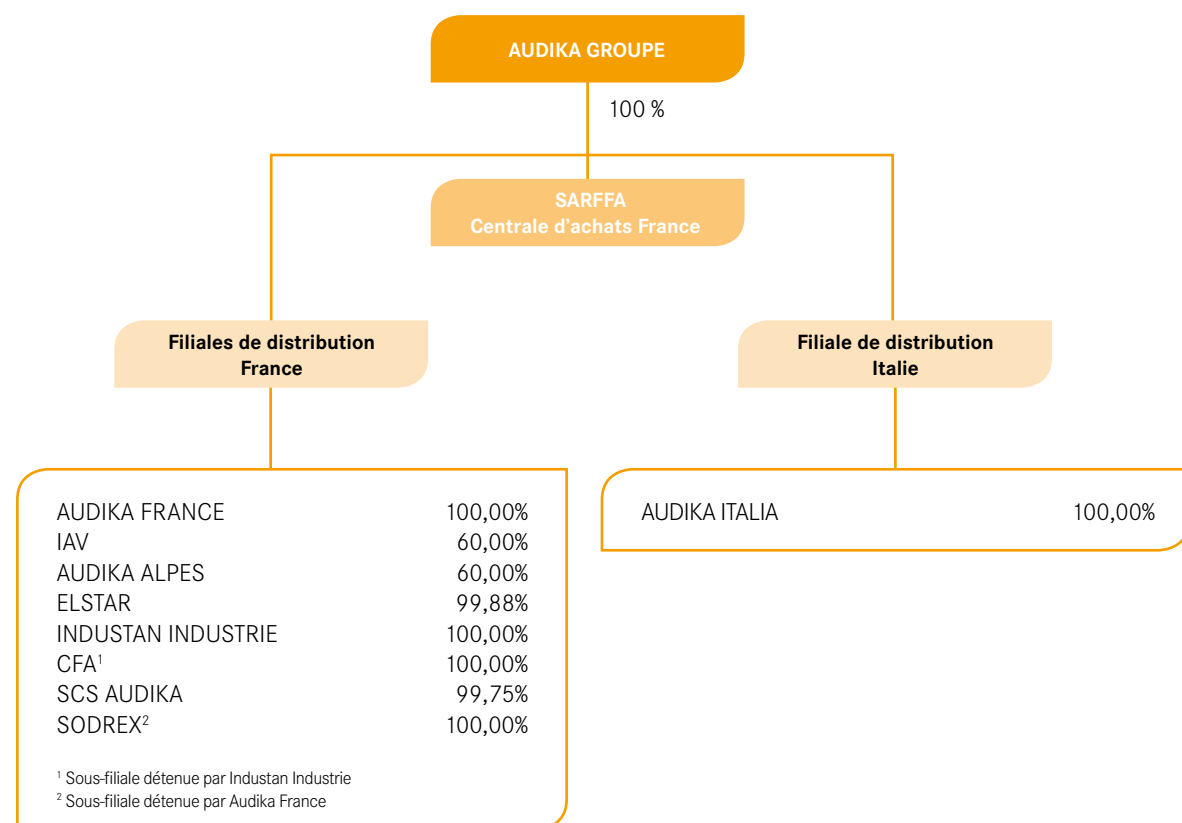 AUDIKA GROUPE
100 %
SARFFA
Centrale d'achats France
Filiales de distribution
France
Filiale de distribution
Italie
AUDIKA FRANCE 100,00%
IAV 60,00%
AUDIKA ALPES 60,00%
ELSTAR 99,88%
INDUSTAN INDUSTRIE 100,00%
CFA¹ 100,00%
SCS AUDIKA 99,75%
SODREX² 100,00%
¹ Sous-filiale détenue par Industan Industrie
² Sous-filiale détenue par Audika France
AUDIKA ITALIA 100,00%